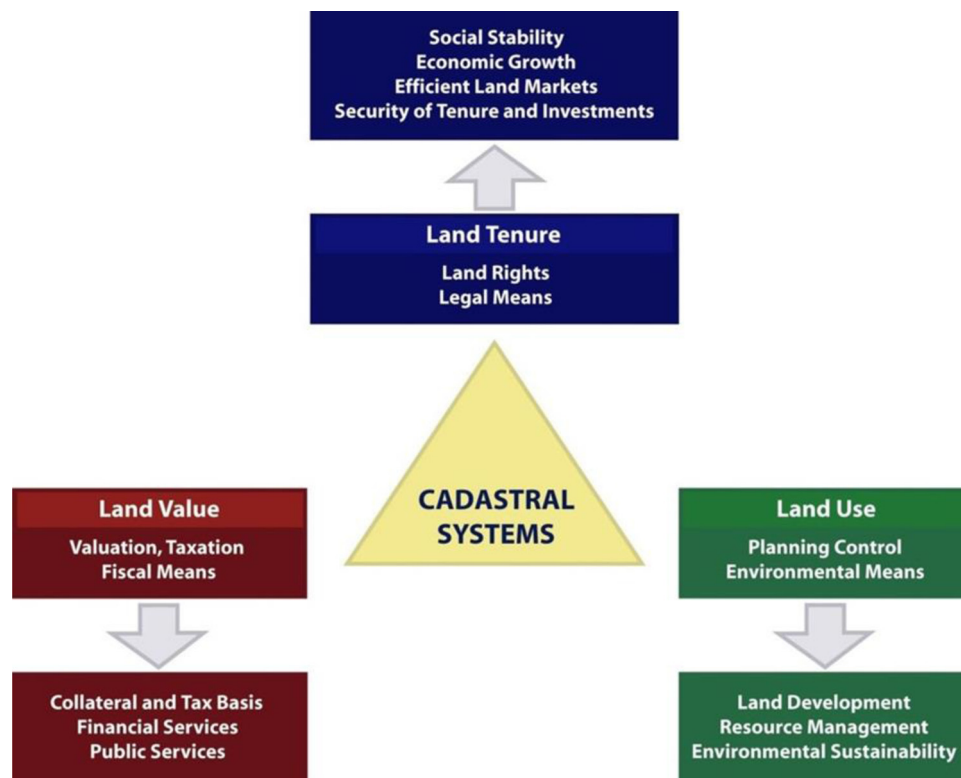 Social Stability
Economic Growth
Efficient Land Markets
Security of Tenure and Investments
Land Tenure
Land Rights
Legal Means
CADASTRAL
SYSTEMS
Land Value
Valuation, Taxation
Fiscal Means
Collateral and Tax Basis
Financial Services
Public Services
Land Use
Planning Control
Environmental Means
Land Development
Resource Management
Environmental Sustainability